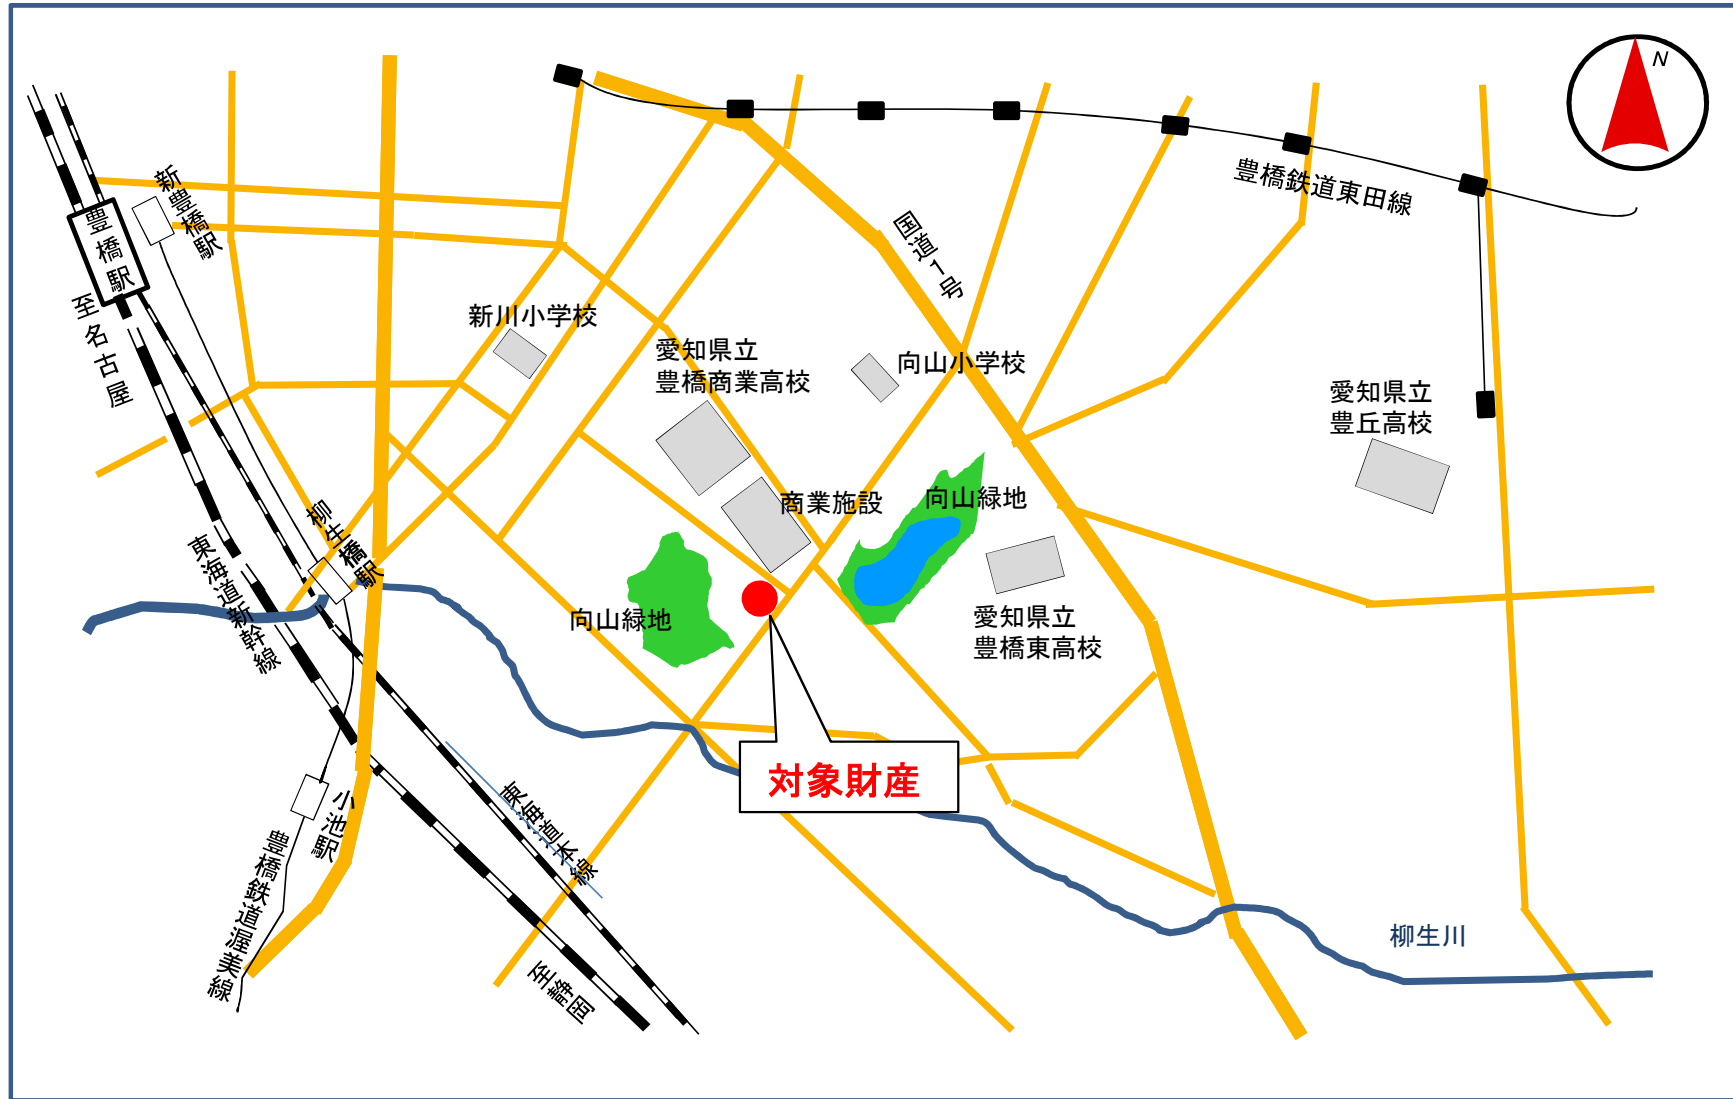 N
豊橋鉄道東田線
新豊橋駅
豊橋駅
国道1号
至名古屋
新川小学校
愛知県立
豊橋商業高校
向山小学校
愛知県立
豊丘高校
商業施設
向山緑地
柳生橋駅
東海道新幹線
向山緑地
愛知県立
豊橋東高校
対象財産
小池駅
東海道本線
豊橋鉄道渥美線
柳生川
至静岡